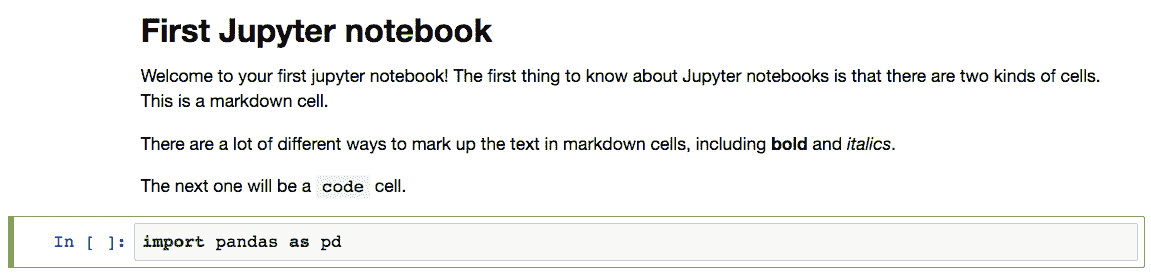 First Jupyter notebook
Welcome to your first jupyter notebook! The first thing to know about Jupyter notebooks is that there are two kinds of cells.
This is a markdown cell.
There are a lot of different ways to mark up the text in markdown cells, including bold and italics.
The next one will be a code cell.
In [ ]: import pandas as pd